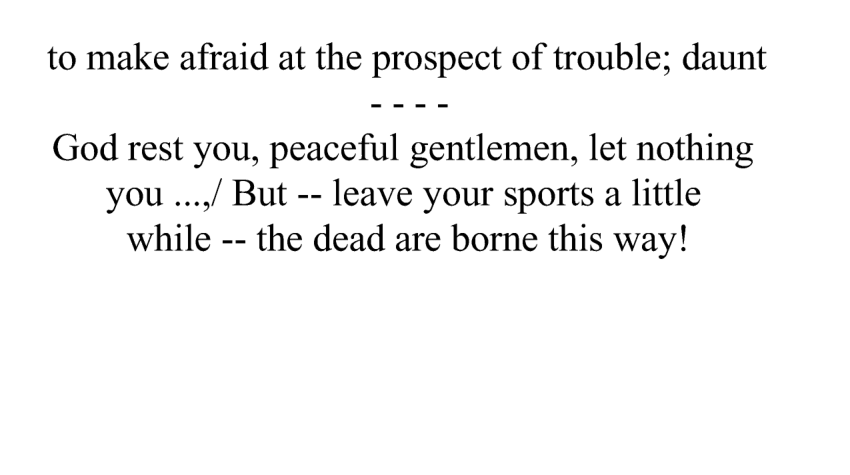 to make afraid at the prospect of trouble; daunt
- - - -
God rest you, peaceful gentlemen, let nothing
you ...,/ But -- leave your sports a little
while -- the dead are borne this way!